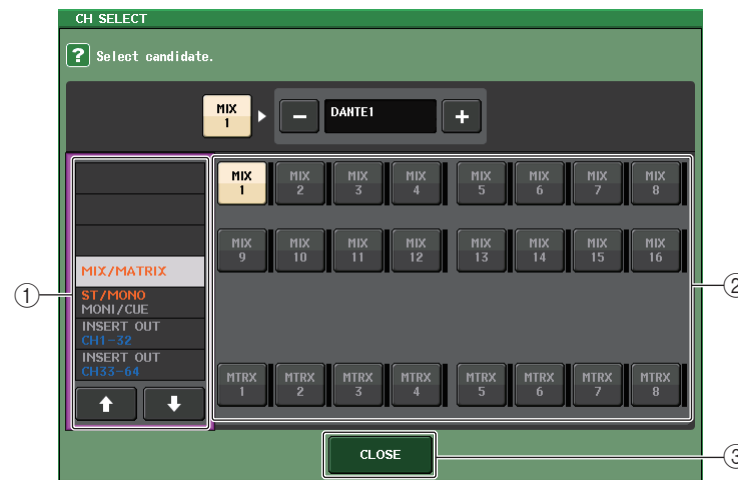 CH SELECT
? Select candidate.
MIX 1
− DANTE1 +
MIX 1 MIX 2 MIX 3 MIX 4 MIX 5 MIX 6 MIX 7 MIX 8
MIX 9 MIX 10 MIX 11 MIX 12 MIX 13 MIX 14 MIX 15 MIX 16
MTRX 1 MTRX 2 MTRX 3 MTRX 4 MTRX 5 MTRX 6 MTRX 7 MTRX 8
MIX/MATRIX
ST/MONO
MONI/CUE
INSERT OUT
CH1-32
INSERT OUT
CH33-64
CLOSE
①
②
③